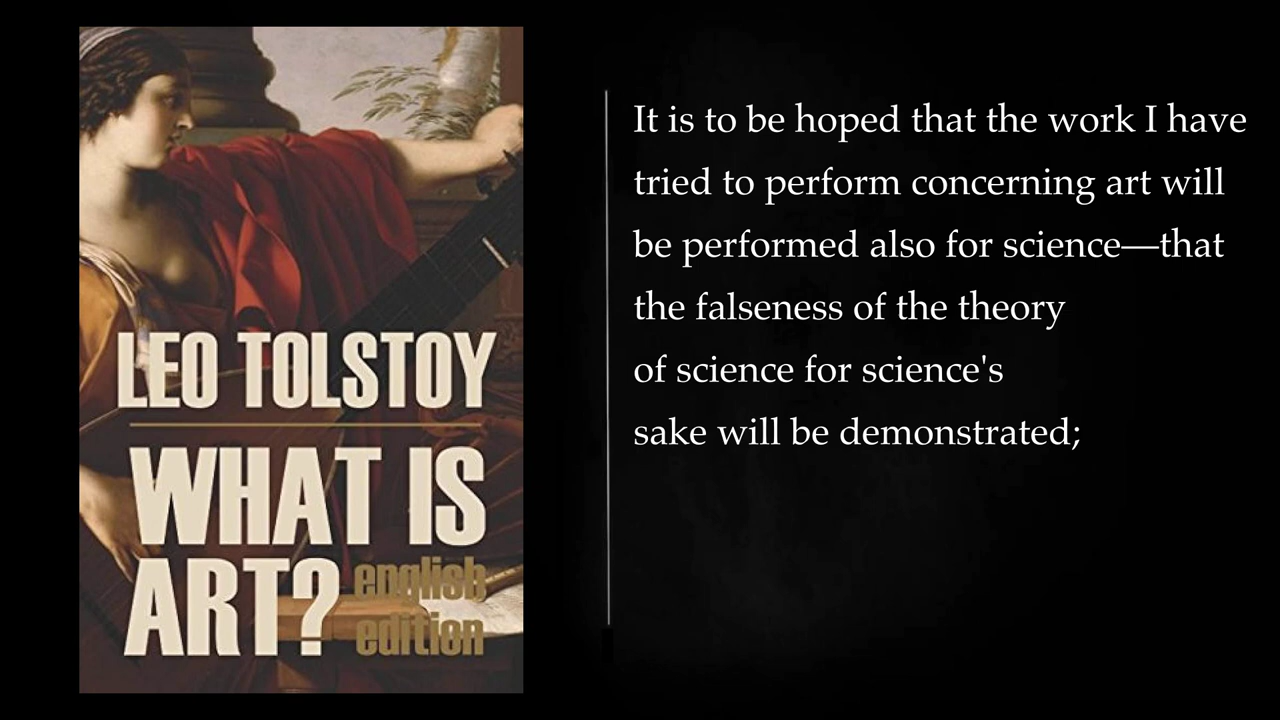 LEO TOLSTOY
WHAT IS
ART?
english
edition
It is to be hoped that the work I have
tried to perform concerning art will
be performed also for science—that
the falseness of the theory
of science for science's
sake will be demonstrated;